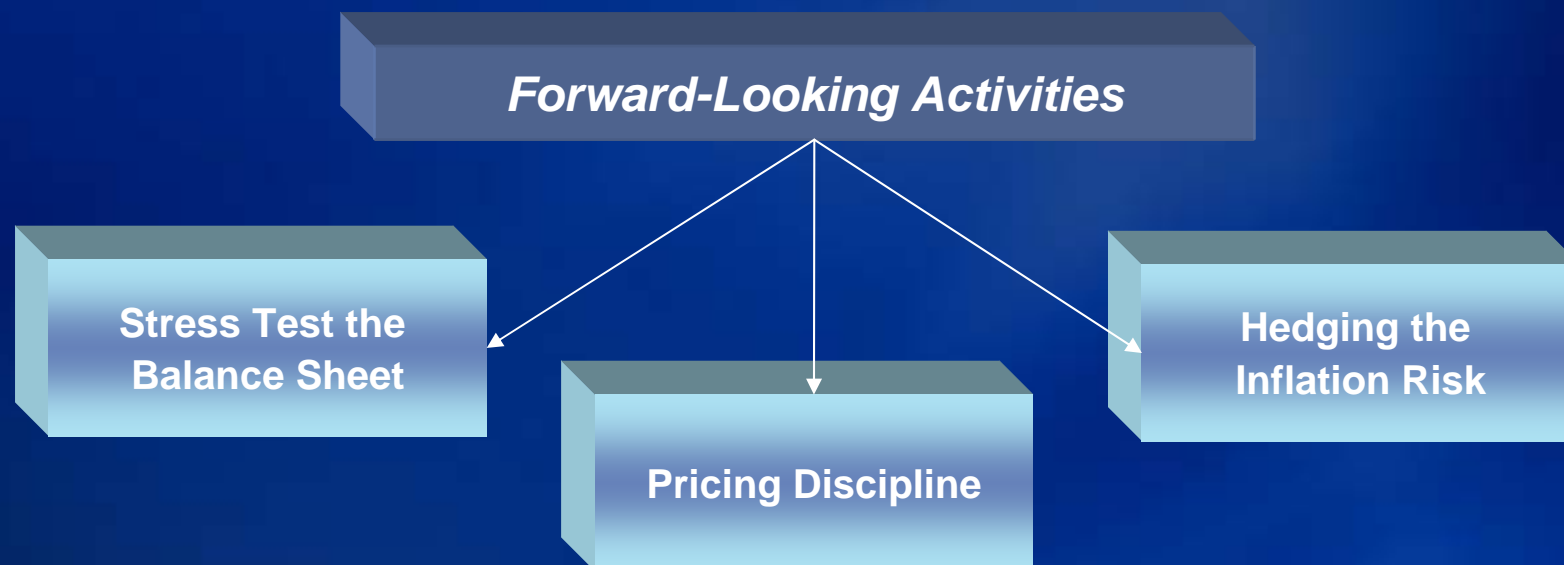 Forward-Looking Activities
Stress Test the
Balance Sheet
Pricing Discipline
Hedging the
Inflation Risk